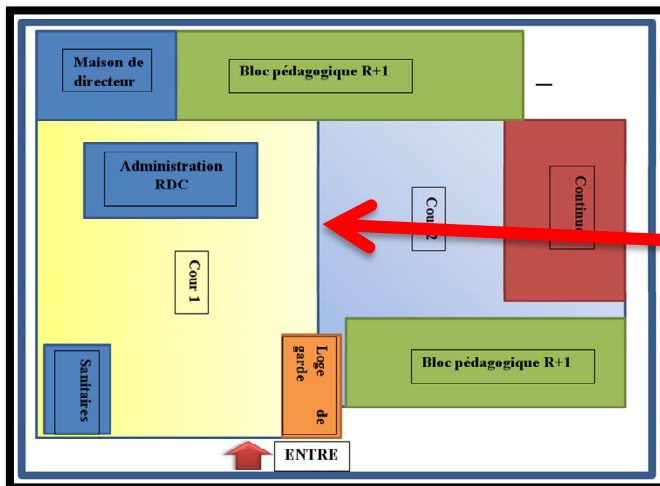 Maison de
directeur
Bloc pédagogique R+1
Administration
RDC
Cour 2
Continue
Cour 1
Loge de
garde
Sanitaires
Bloc pédagogique R+1
ENTRE